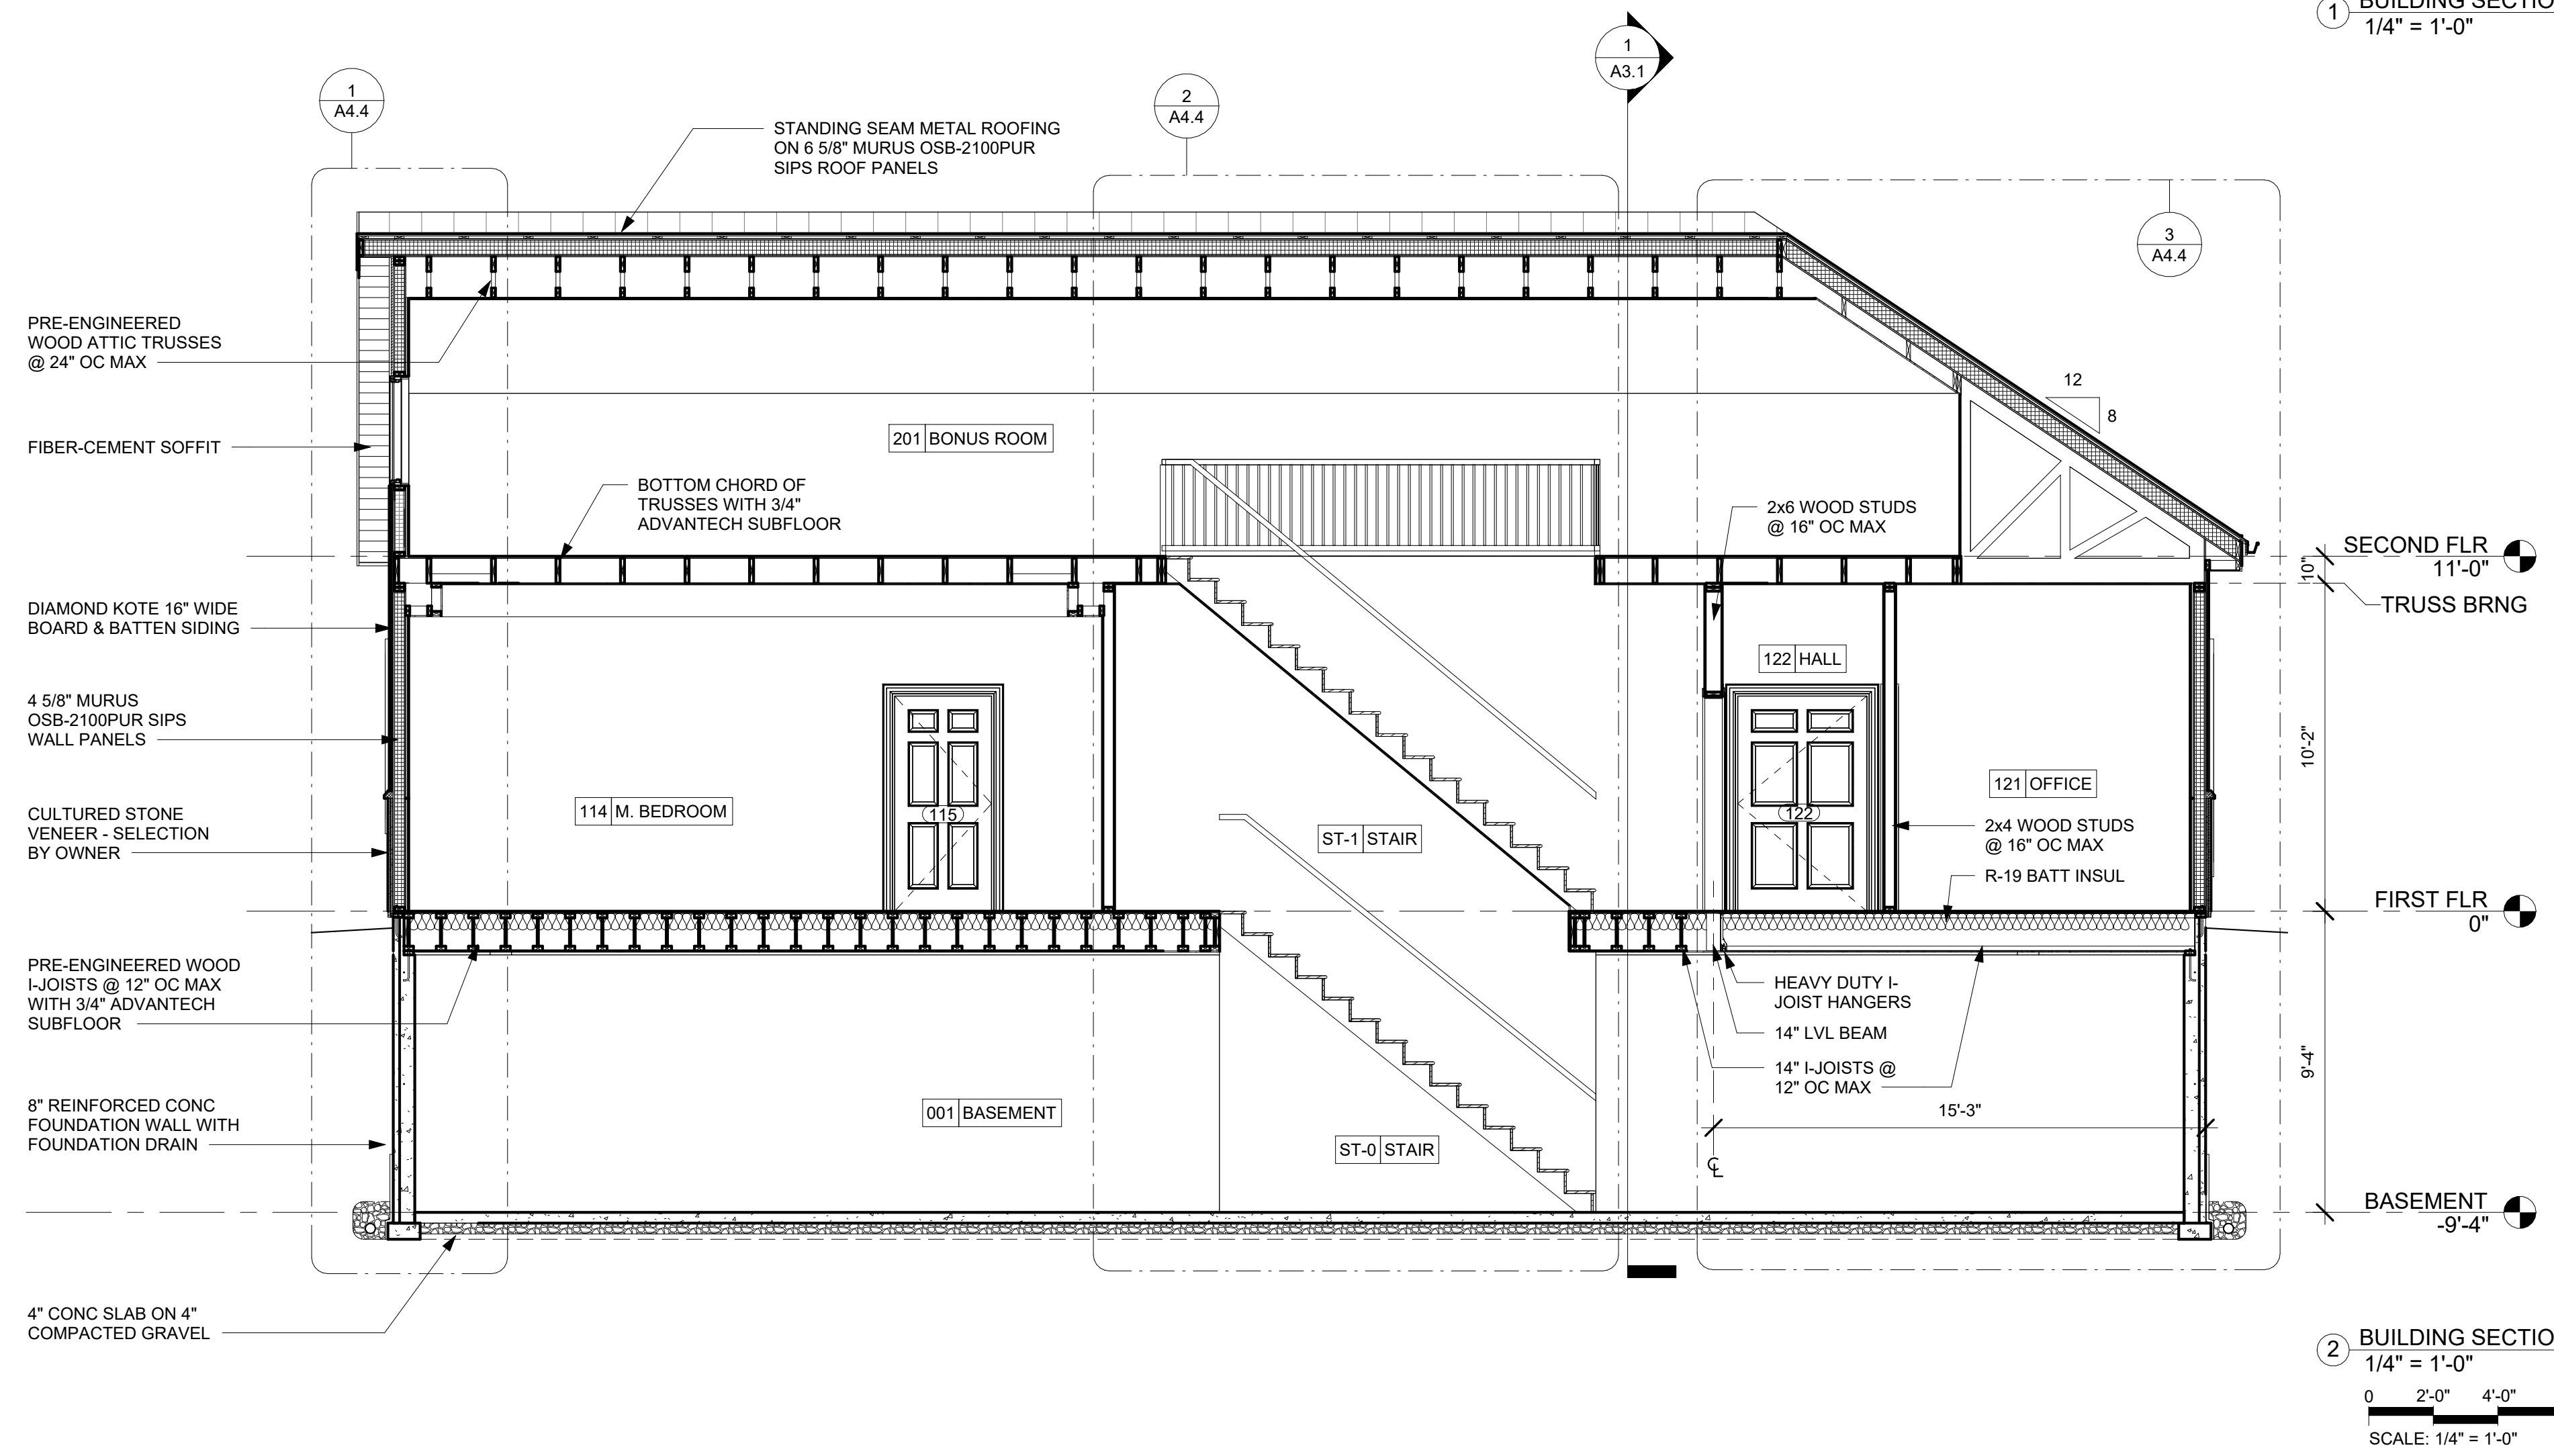 1 BUILDING SECTIO
1/4" = 1'-0"
1
A3.1
1
A4.4
2
A4.4
STANDING SEAM METAL ROOFING
ON 6 5/8" MURUS OSB-2100PUR
SIPS ROOF PANELS
3
A4.4
PRE-ENGINEERED
WOOD ATTIC TRUSSES
@ 24" OC MAX
12
8
FIBER-CEMENT SOFFIT
201 BONUS ROOM
BOTTOM CHORD OF
TRUSSES WITH 3/4"
ADVANTECH SUBFLOOR
2x6 WOOD STUDS
@ 16" OC MAX
SECOND FLR
11'-0"
10"
TRUSS BRNG
DIAMOND KOTE 16" WIDE
BOARD & BATTEN SIDING
122 HALL
4 5/8" MURUS
OSB-2100PUR SIPS
WALL PANELS
10'-2"
114 M. BEDROOM
115
122
121 OFFICE
CULTURED STONE
VENEER - SELECTION
BY OWNER
ST-1 STAIR
2x4 WOOD STUDS
@ 16" OC MAX
R-19 BATT INSUL
FIRST FLR
0"
PRE-ENGINEERED WOOD
I-JOISTS @ 12" OC MAX
WITH 3/4" ADVANTECH
SUBFLOOR
HEAVY DUTY I-
JOIST HANGERS
14" LVL BEAM
14" I-JOISTS @
12" OC MAX
9'-4"
8" REINFORCED CONC
FOUNDATION WALL WITH
FOUNDATION DRAIN
001 BASEMENT
15'-3"
ST-0 STAIR
℄
BASEMENT
-9'-4"
4" CONC SLAB ON 4"
COMPACTED GRAVEL
2 BUILDING SECTIO
1/4" = 1'-0"
0 2'-0" 4'-0"
SCALE: 1/4" = 1'-0"